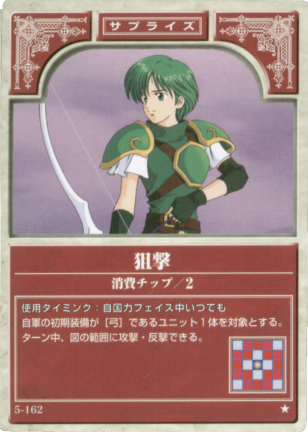 サプライズ
狙撃
消費チップ/2
使用タイミング：自国力フェイス中いつでも
自軍の初期装備が［弓］であるユニット1体を対象とする。
ターン中、図の範囲に攻撃・反撃できる。
5-162
★